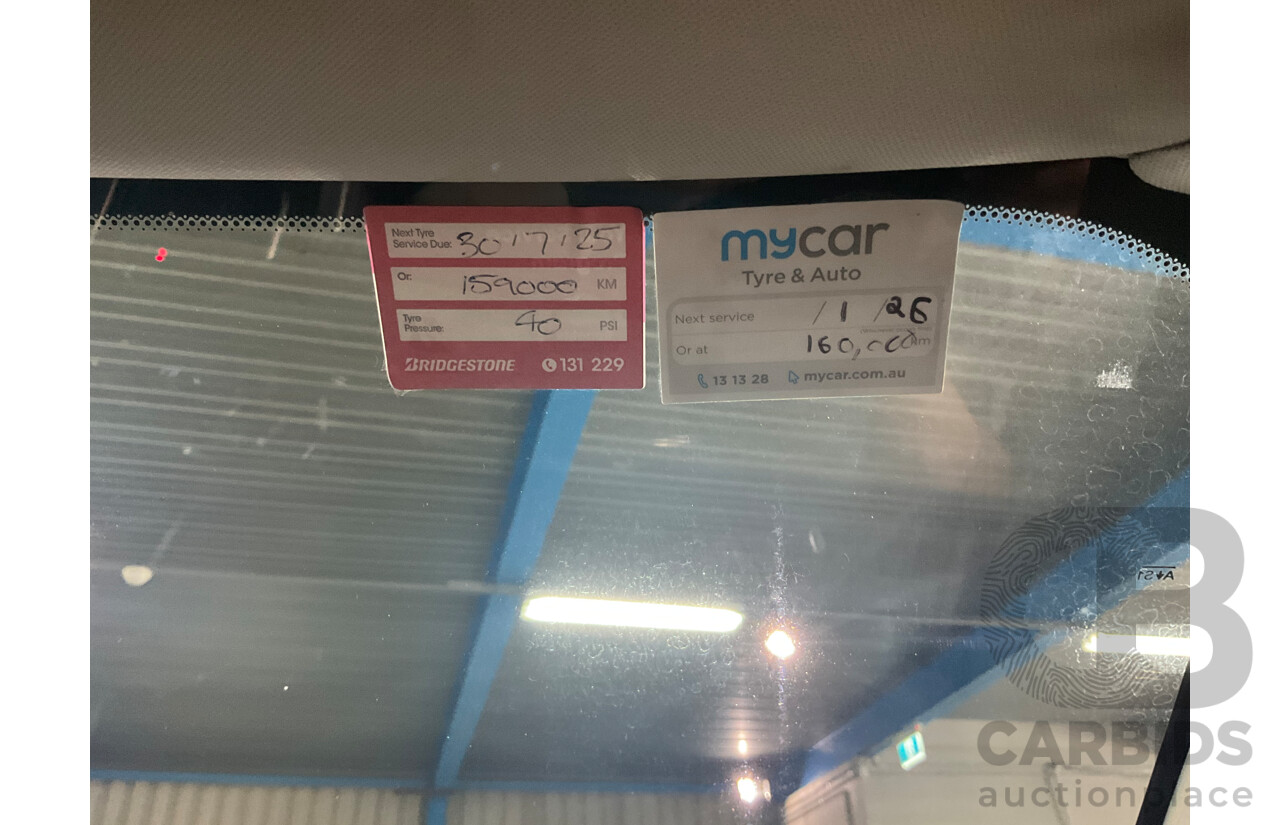 Next Tyre
Service Due: 30/7/25
Or: 159000 KM
Tyre
Pressure: 40 PSI
BRIDGESTONE 131 229
mycar
Tyre & Auto
Next service /1/26
Or at 160,000 km
13 13 28 mycar.com.au
CARBIDS
auctionplace